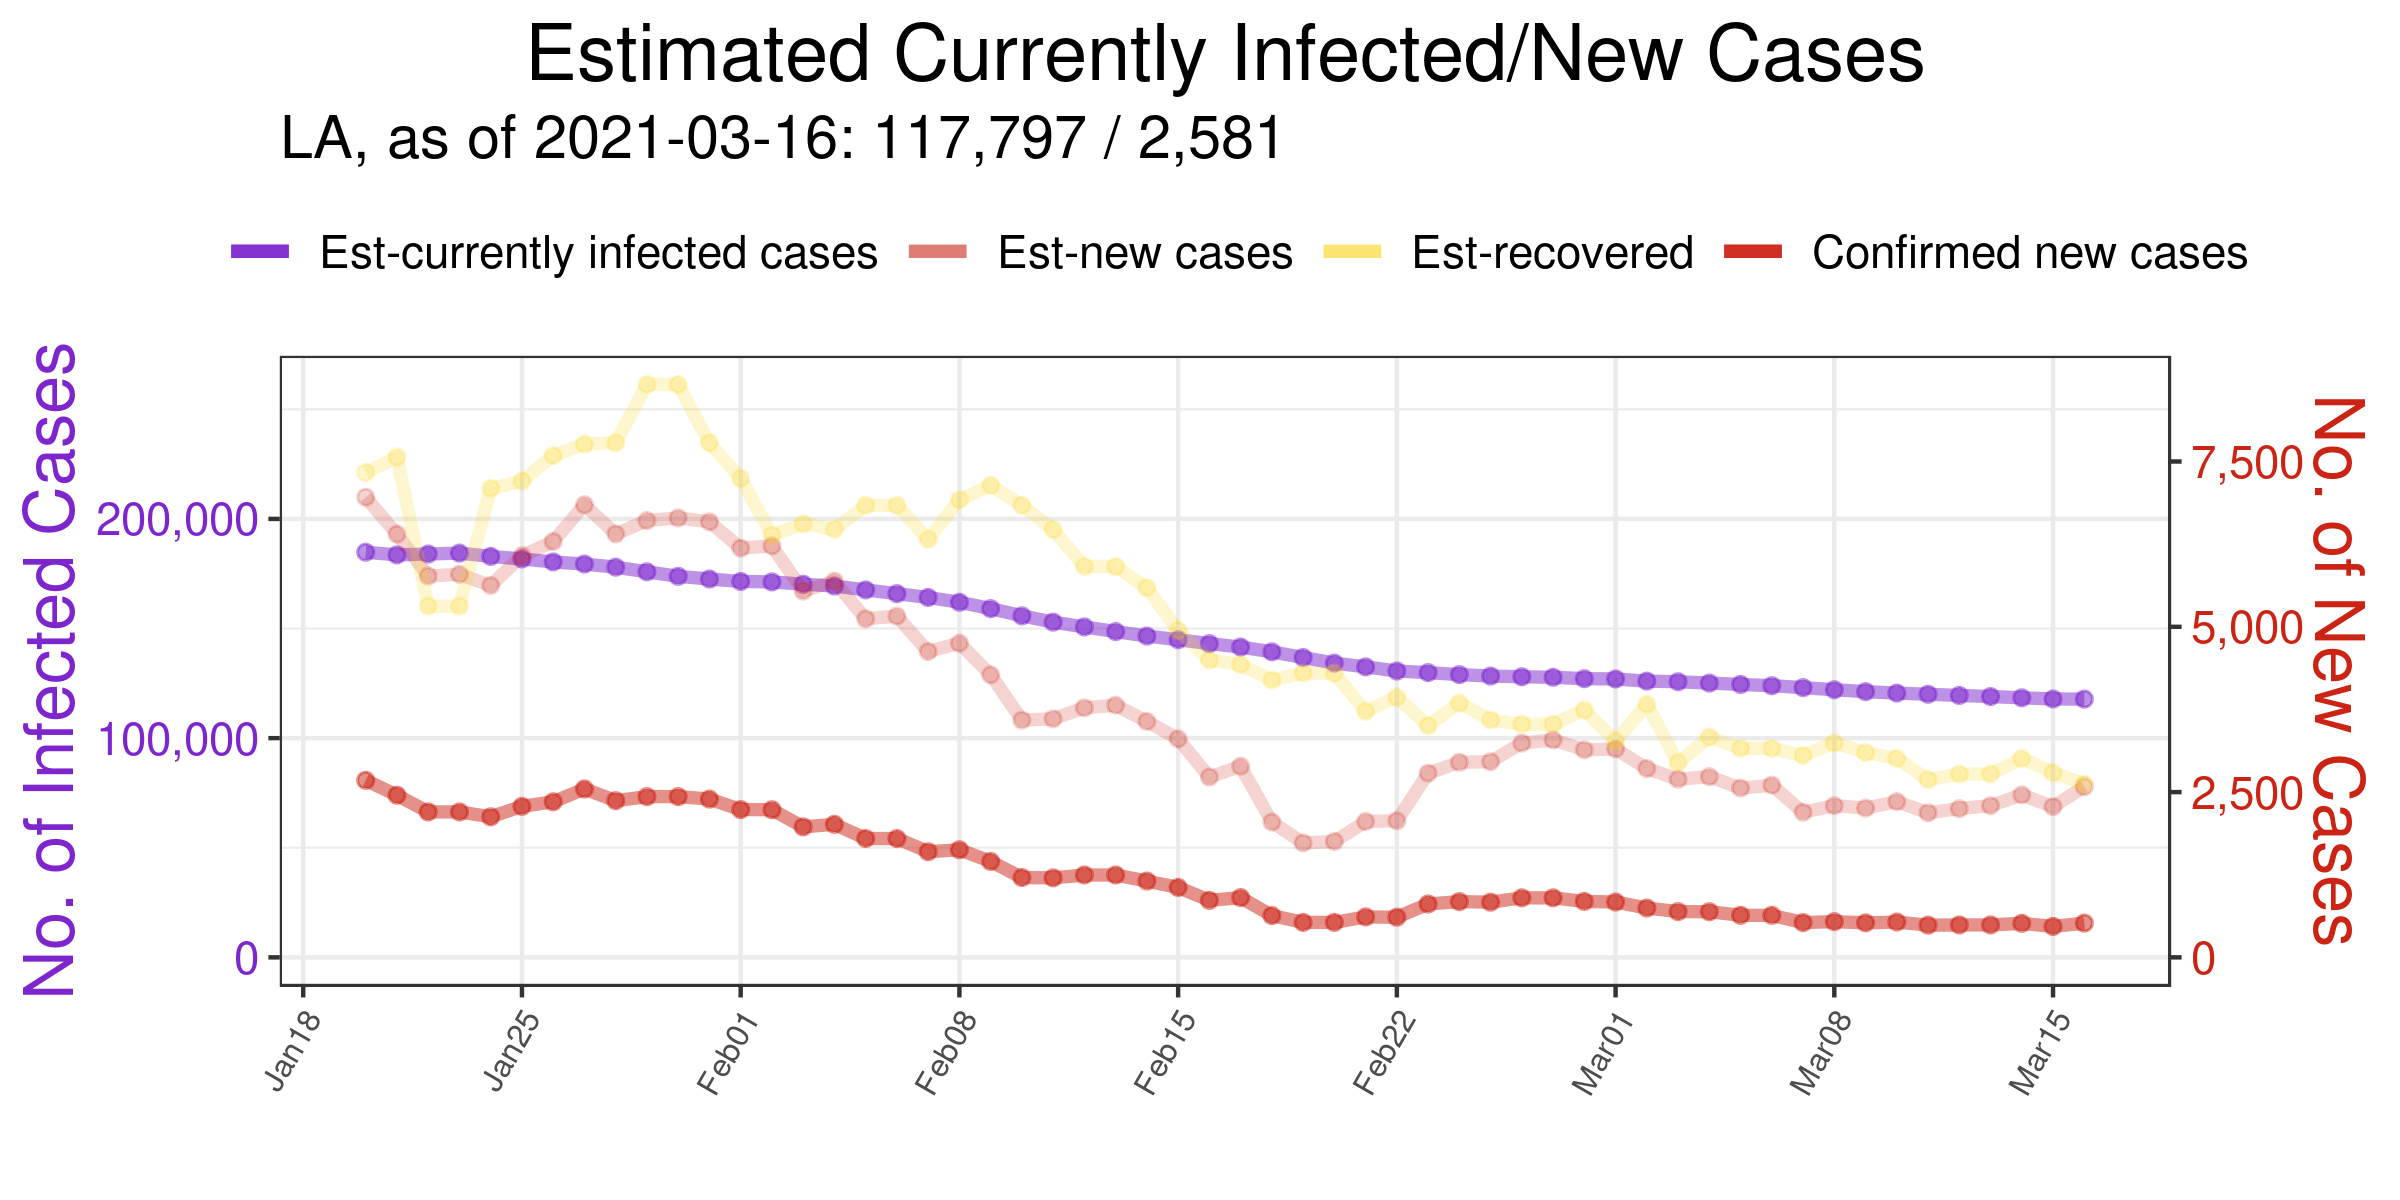 Estimated Currently Infected/New Cases
LA, as of 2021-03-16: 117,797 / 2,581
Est-currently infected cases Est-new cases Est-recovered Confirmed new cases
No. of Infected Cases
200,000
100,000
0
7,500
5,000
2,500
0
No. of New Cases
Jan18 Jan25 Feb01 Feb08 Feb15 Feb22 Mar01 Mar08 Mar15